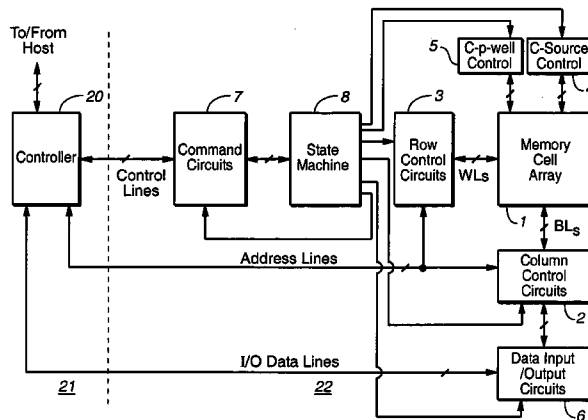 To/From
Host
20
Controller
Control
Lines
7
Command
Circuits
8
State
Machine
3
Row
Control
Circuits
WLs
5
C-p-well
Control
C-Source
Control
Memory
Cell
Array
1
BLs
Address Lines
Column
Control
Circuits
2
I/O Data Lines
Data Input
/Output
Circuits
6
21
22